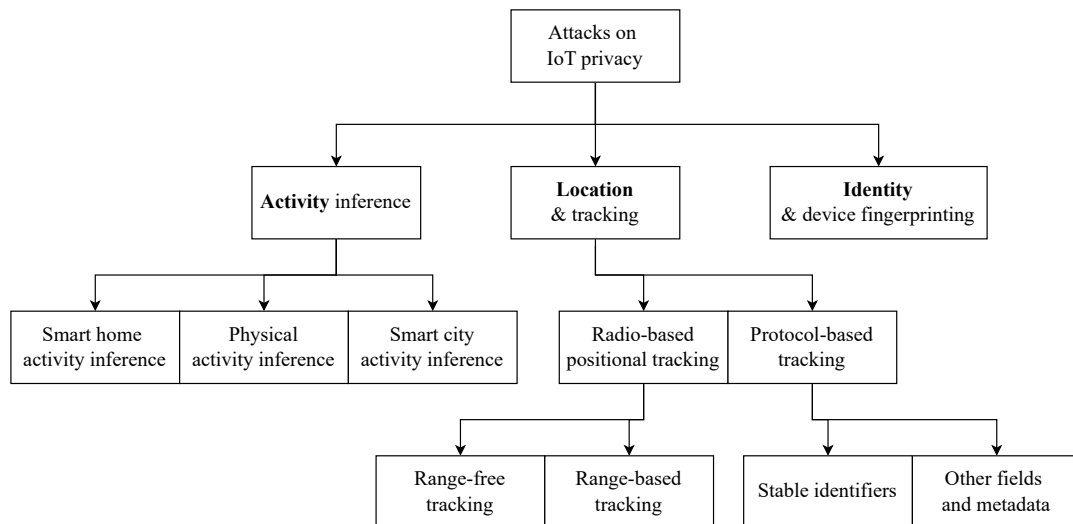 Attacks on
IoT privacy
Activity inference
Location
& tracking
Identity
& device fingerprinting
Smart home
activity inference
Physical
activity inference
Smart city
activity inference
Radio-based
positional tracking
Protocol-based
tracking
Range-free
tracking
Range-based
tracking
Stable identifiers
Other fields
and metadata